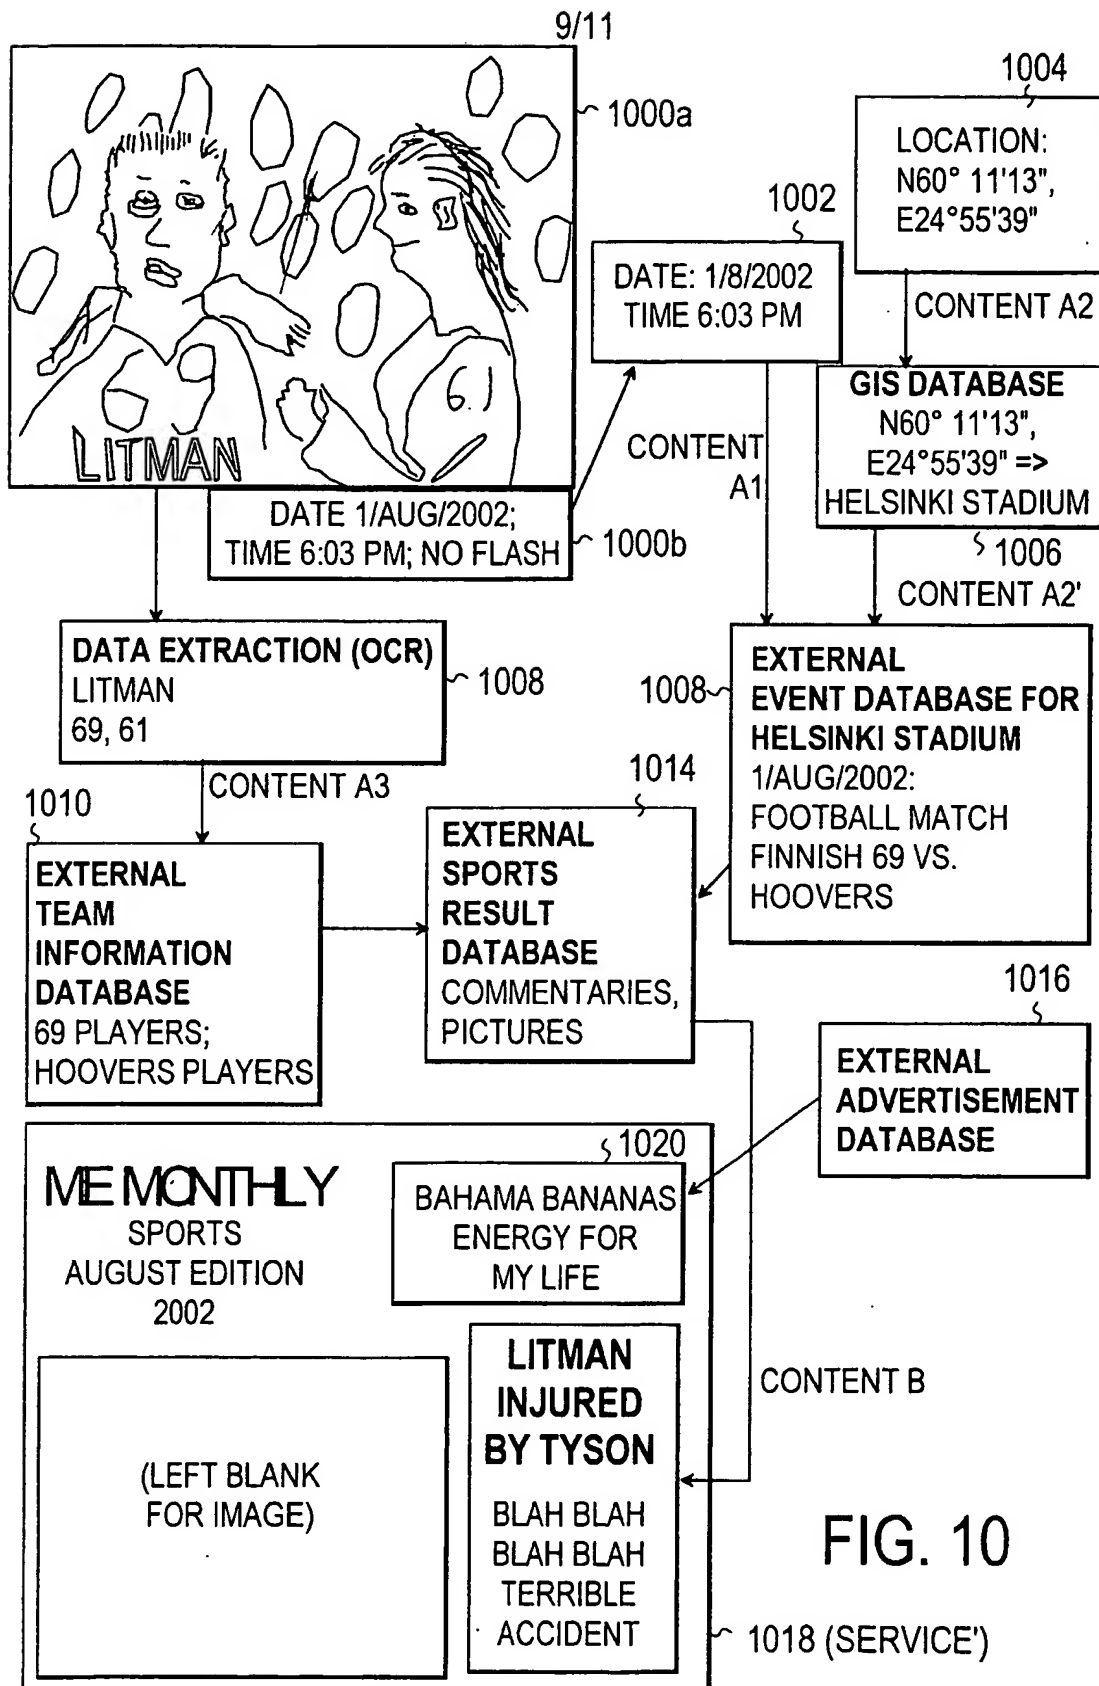 9/11
1000a
1004
LOCATION:
N60° 11'13",
E24°55'39"
1002
DATE: 1/8/2002
TIME 6:03 PM
CONTENT A2
GIS DATABASE
N60° 11'13",
E24°55'39" =>
HELSINKI STADIUM
1006
CONTENT
A1
CONTENT A2'
6.1
LITMAN
DATE 1/AUG/2002;
TIME 6:03 PM; NO FLASH
1000b
DATA EXTRACTION (OCR)
LITMAN
69, 61
1008
CONTENT A3
1008
EXTERNAL
EVENT DATABASE FOR
HELSINKI STADIUM
1/AUG/2002:
FOOTBALL MATCH
FINNISH 69 VS.
HOOVERS
1010
EXTERNAL
TEAM
INFORMATION
DATABASE
69 PLAYERS;
HOOVERS PLAYERS
1014
EXTERNAL
SPORTS
RESULT
DATABASE
COMMENTARIES,
PICTURES
1016
EXTERNAL
ADVERTISEMENT
DATABASE
ME MONTHLY
SPORTS
AUGUST EDITION
2002
1020
BAHAMA BANANAS
ENERGY FOR
MY LIFE
(LEFT BLANK
FOR IMAGE)
LITMAN
INJURED
BY TYSON
BLAH BLAH
BLAH BLAH
TERRIBLE
ACCIDENT
CONTENT B
1018 (SERVICE')
FIG. 10